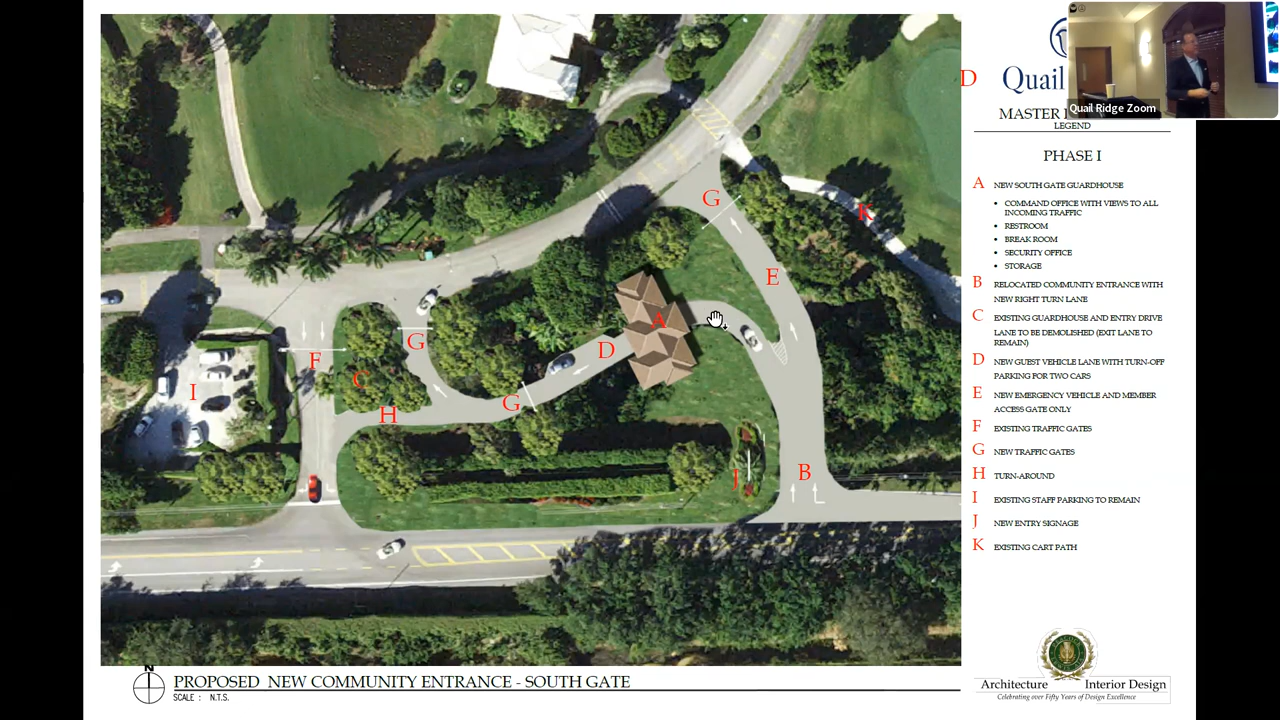 D
Quail
Quail Ridge Zoom
MASTER
LEGEND
PHASE I
A NEW SOUTH GATE GUARDHOUSE
• COMMAND OFFICE WITH VIEWS TO ALL
INCOMING TRAFFIC
• RESTROOM
• BREAK ROOM
• SECURITY OFFICE
• STORAGE
B RELOCATED COMMUNITY ENTRANCE WITH
NEW RIGHT TURN LANE
C EXISTING GUARDHOUSE AND ENTRY DRIVE
LANE TO BE DEMOLISHED (EXIT LANE TO
REMAIN)
D NEW GUEST VEHICLE LANE WITH TURN-OFF
PARKING FOR TWO CARS
E NEW EMERGENCY VEHICLE AND MEMBER
ACCESS GATE ONLY
F EXISTING TRAFFIC GATES
G NEW TRAFFIC GATES
H TURN-AROUND
I EXISTING STAFF PARKING TO REMAIN
J NEW ENTRY SIGNAGE
K EXISTING CART PATH
G
K
E
A
G
D
F
C
I
G
H
B
J
N
PROPOSED NEW COMMUNITY ENTRANCE - SOUTH GATE
SCALE : N.T.S.
Architecture Interior Design
Celebrating over Fifty Years of Design Excellence